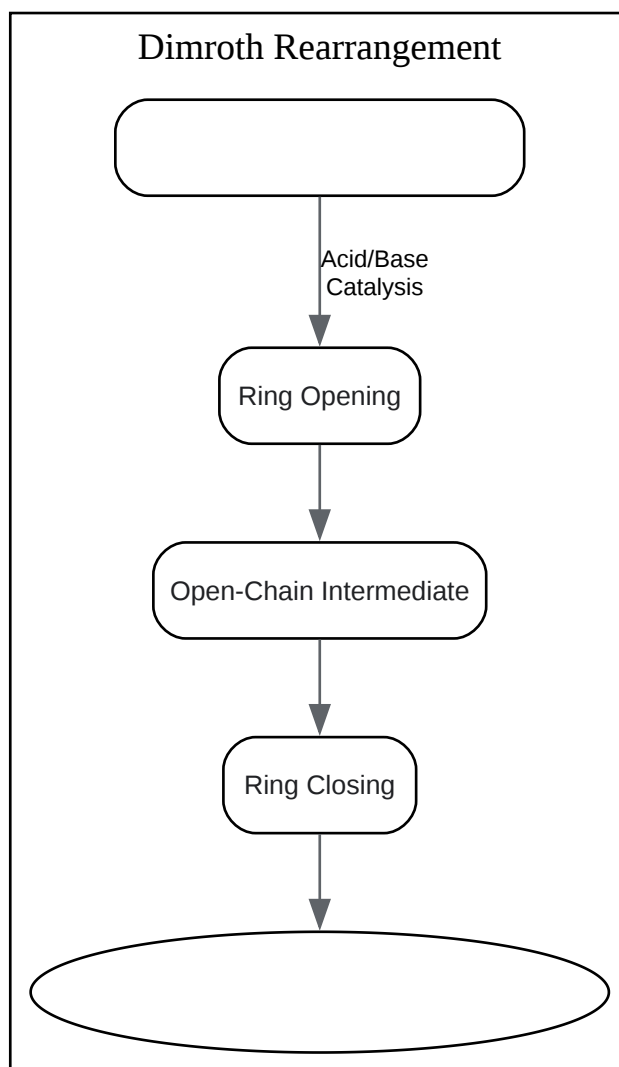 Dimroth Rearrangement
Acid/Base
Catalysis
Ring Opening
Open-Chain Intermediate
Ring Closing